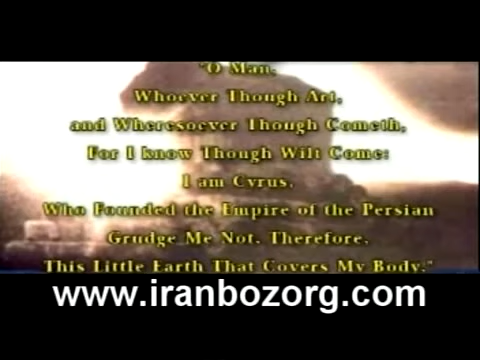 "O Man,
Whoever Though Art,
and Wheresoever Though Cometh,
For I know Though Wilt Come:
I am Cyrus,
Who Founded the Empire of the Persian
Grudge Me Not, Therefore,
This Little Earth That Covers My Body."
www.iranbozorg.com